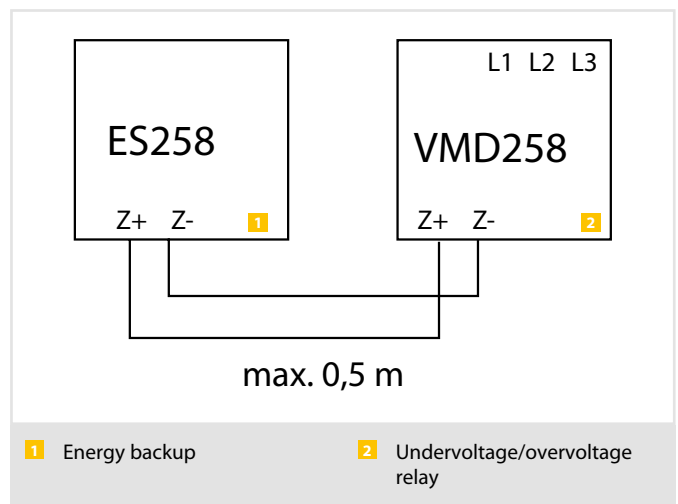 L1 L2 L3
ES258
VMD258
Z+ Z- 1
Z+ Z- 2
max. 0,5 m
1 Energy backup
2 Undervoltage/overvoltage
relay